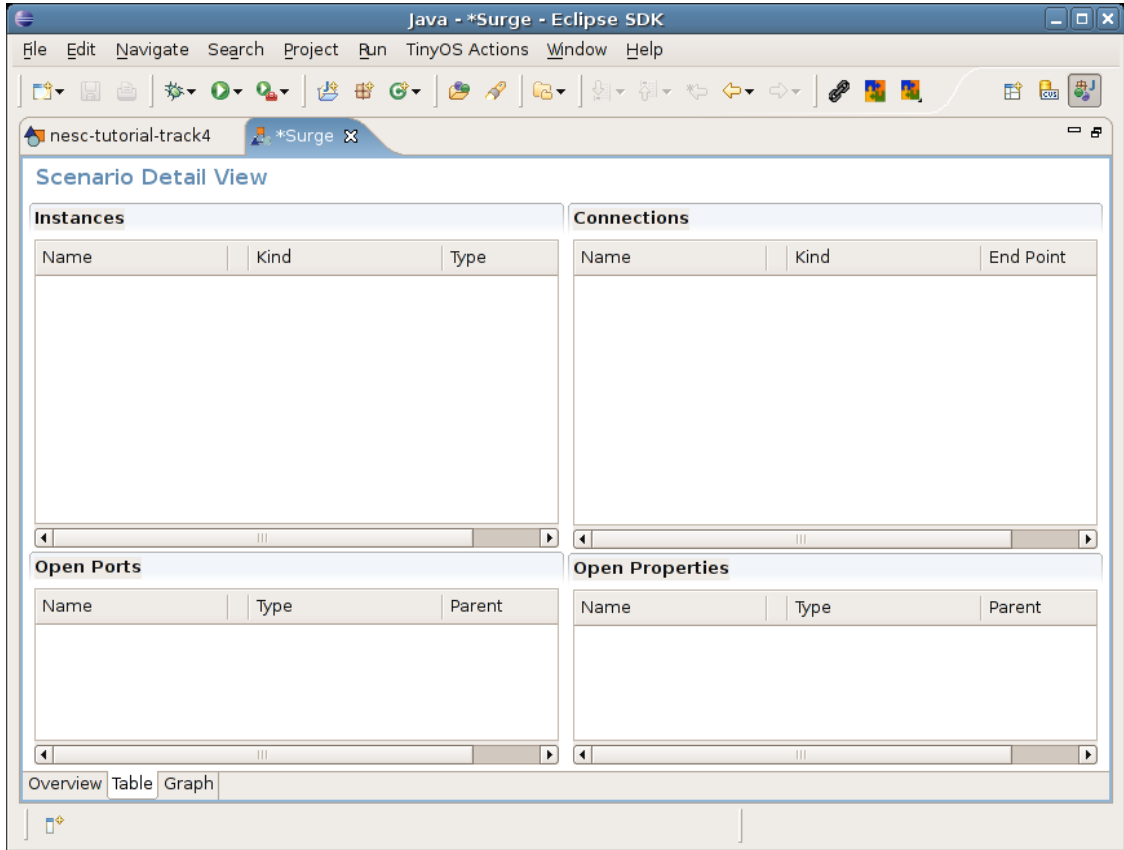 Java - *Surge - Eclipse SDK
File Edit Navigate Search Project Run TinyOS Actions Window Help
CVS J
nesc-tutorial-track4 *Surge
Scenario Detail View
Instances Connections
Name Kind Type Name Kind End Point
Open Ports Open Properties
Name Type Parent Name Type Parent
Overview Table Graph